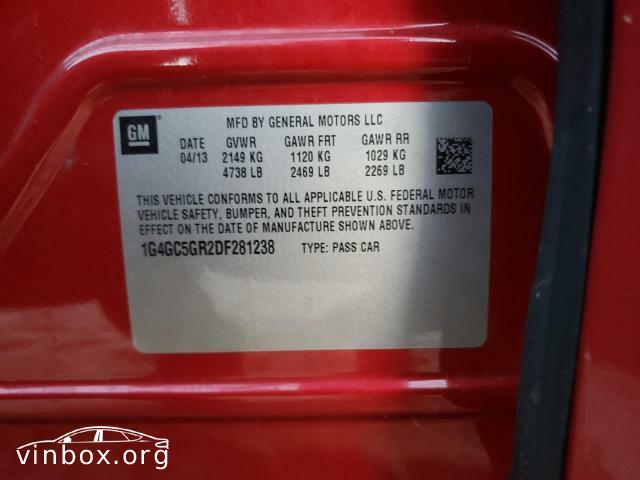 GM
MFD BY GENERAL MOTORS LLC
DATE GVWR GAWR FRT GAWR RR
04/13 2149 KG 1120 KG 1029 KG
4738 LB 2469 LB 2269 LB
THIS VEHICLE CONFORMS TO ALL APPLICABLE U.S. FEDERAL MOTOR
VEHICLE SAFETY, BUMPER, AND THEFT PREVENTION STANDARDS IN
EFFECT ON THE DATE OF MANUFACTURE SHOWN ABOVE.
1G4GC5GR2DF281238 TYPE: PASS CAR
vinbox.org